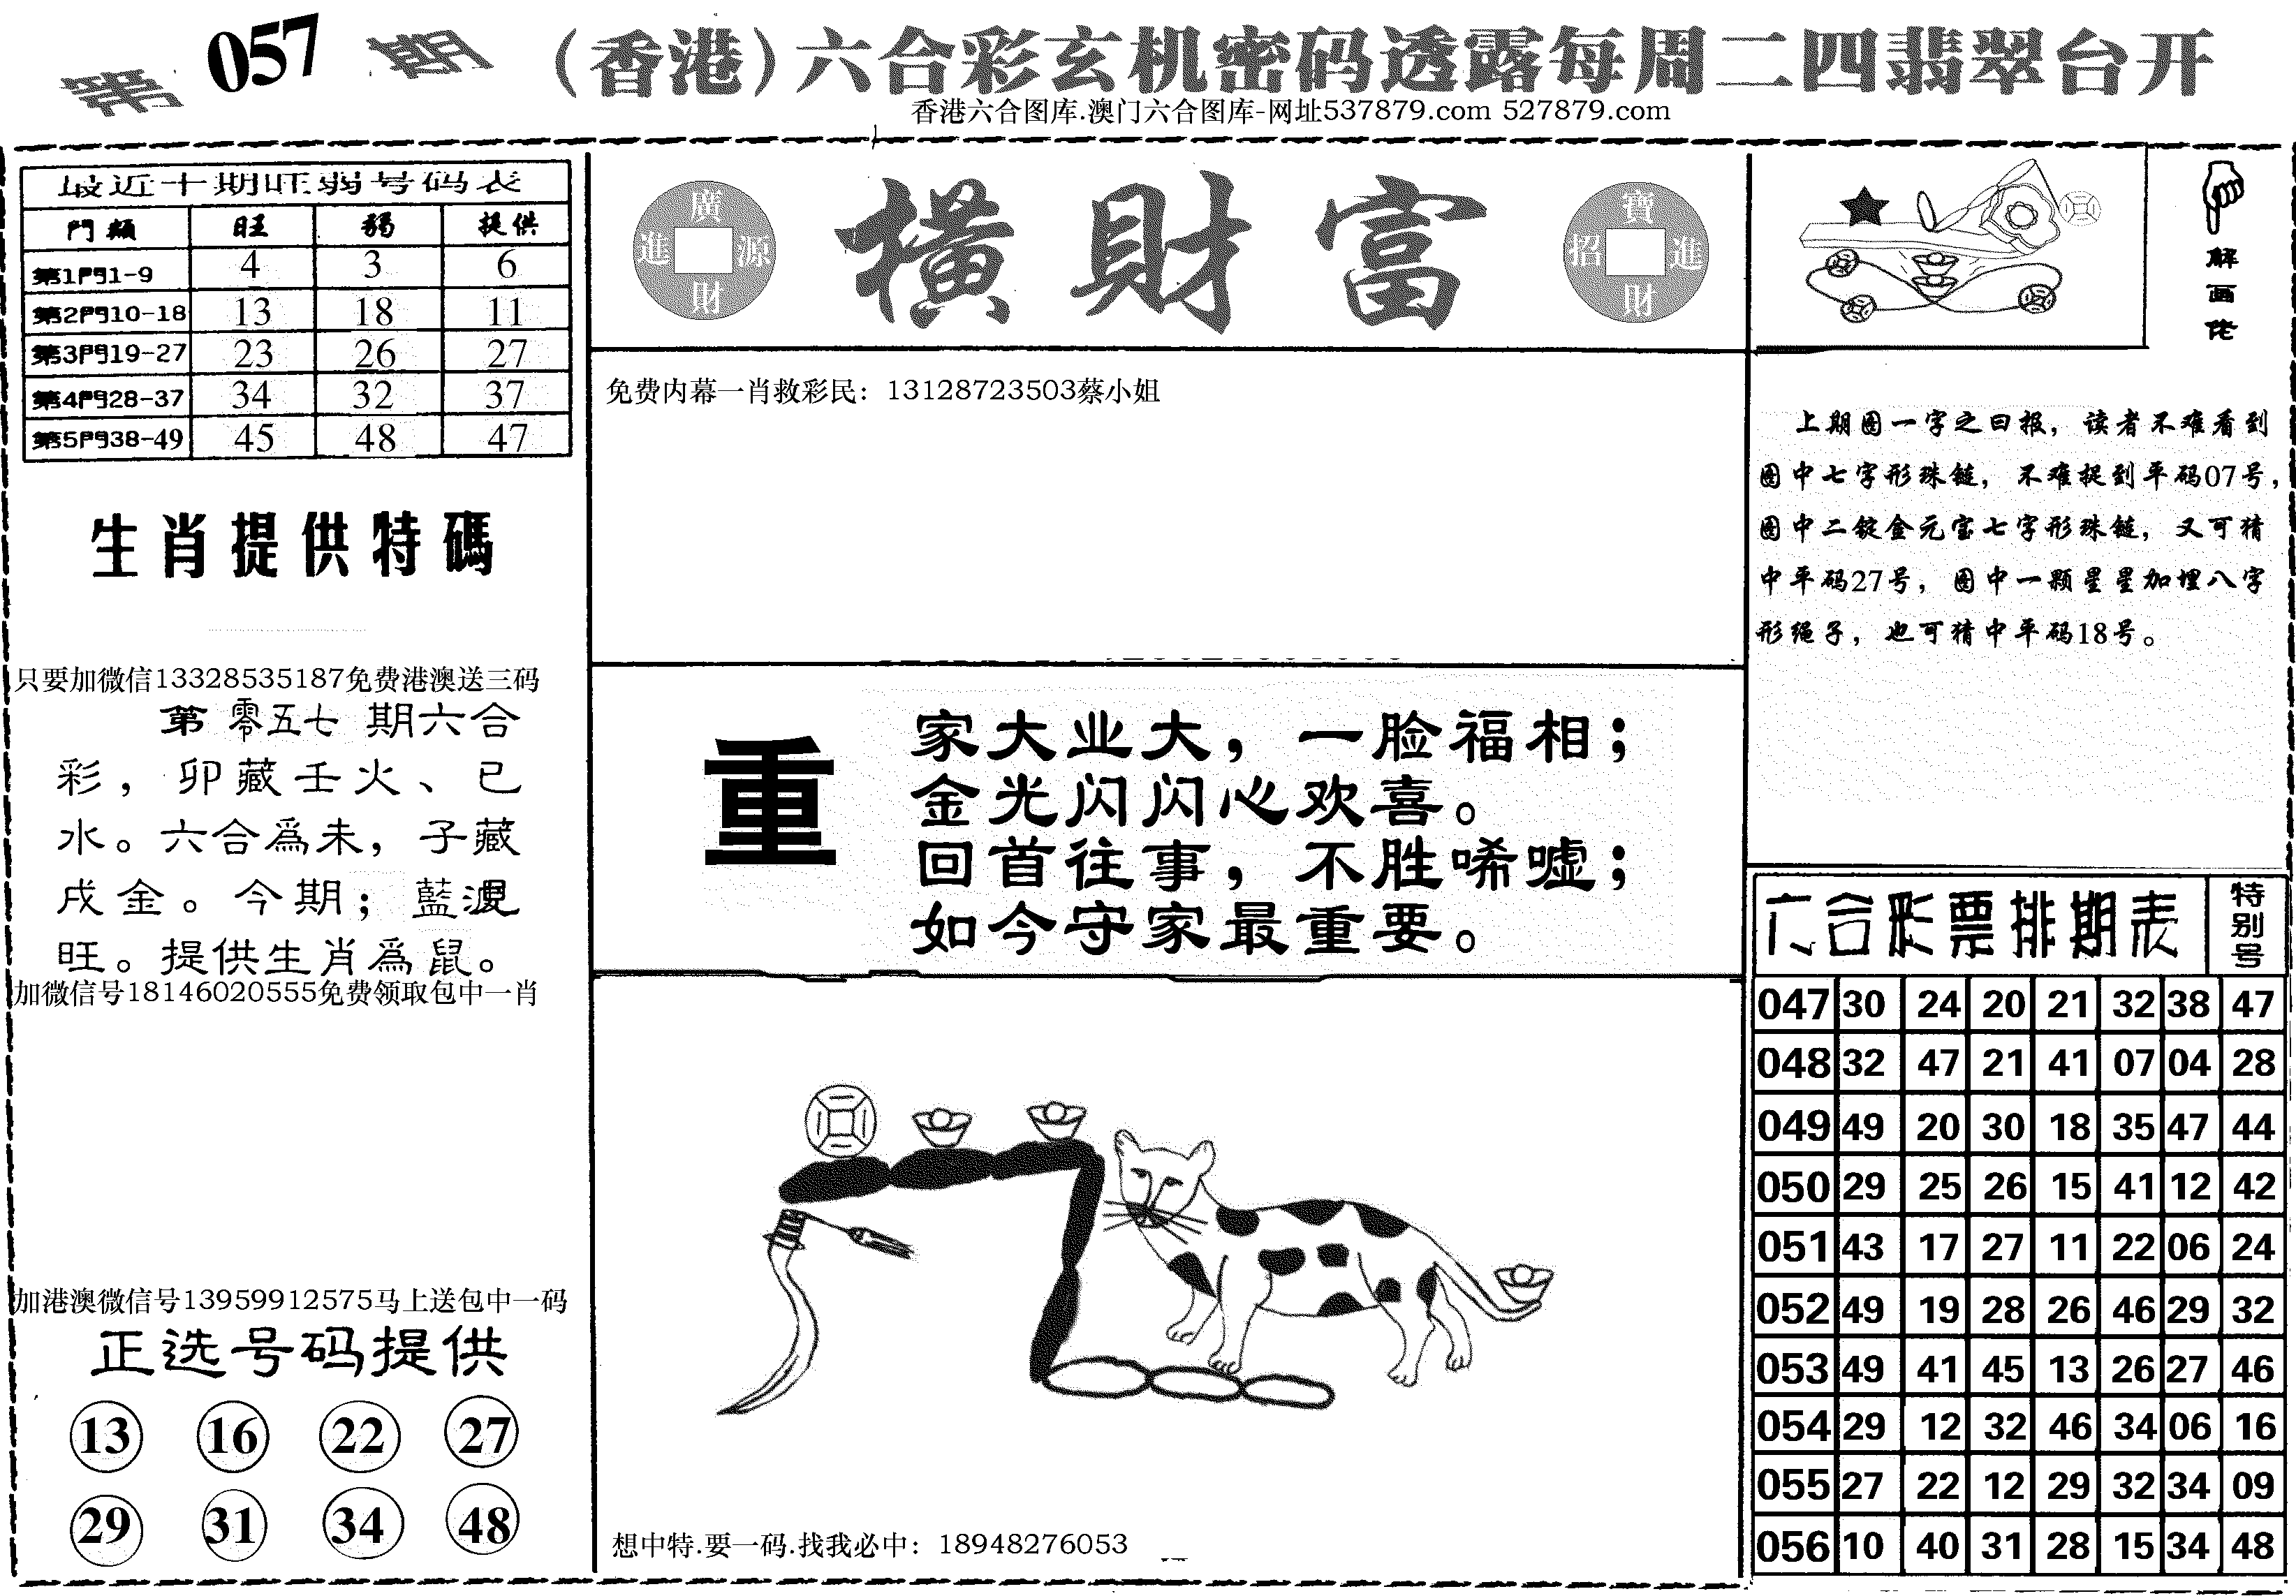 第 057 期 （香港）六合彩玄机密码透露每周二四翡翠台开
香港六合图库.澳门六合图库-网址537879.com 527879.com
最近十期旺弱号码表
門類 旺 弱 提供
第1門1-9 4 3 6
第2門10-18 13 18 11
第3門19-27 23 26 27
第4門28-37 34 32 37
第5門38-49 45 48 47
生肖提供特碼
只要加微信13328535187免费港澳送三码
第零五七期六合
彩，卯藏壬火、已
水。六合爲未，子藏
戌金。今期；藍波
旺。提供生肖爲鼠。
加微信号18146020555免费领取包中一肖
加港澳微信号13959912575马上送包中一码
正选号码提供
13 16 22 27
29 31 34 48
廣 進 源 財
横財富
寶 招 進 財
免费内幕一肖救彩民：13128723503蔡小姐
重
家大业大，一脸福相；
金光闪闪心欢喜。
回首往事，不胜唏嘘；
如今守家最重要。
想中特.要一码.找我必中：18948276053
解画佬
上期图一字之曰报，读者不难看到
图中七字形珠链，不难捉到平码07号，
图中二锭金元宝七字形珠链，又可猜
中平码27号，图中一颗星星加埋八字
形绳子，也可猜中平码18号。
六合彩票排期表 特别号
047 30 24 20 21 32 38 47
048 32 47 21 41 07 04 28
049 49 20 30 18 35 47 44
050 29 25 26 15 41 12 42
051 43 17 27 11 22 06 24
052 49 19 28 26 46 29 32
053 49 41 45 13 26 27 46
054 29 12 32 46 34 06 16
055 27 22 12 29 32 34 09
056 10 40 31 28 15 34 48